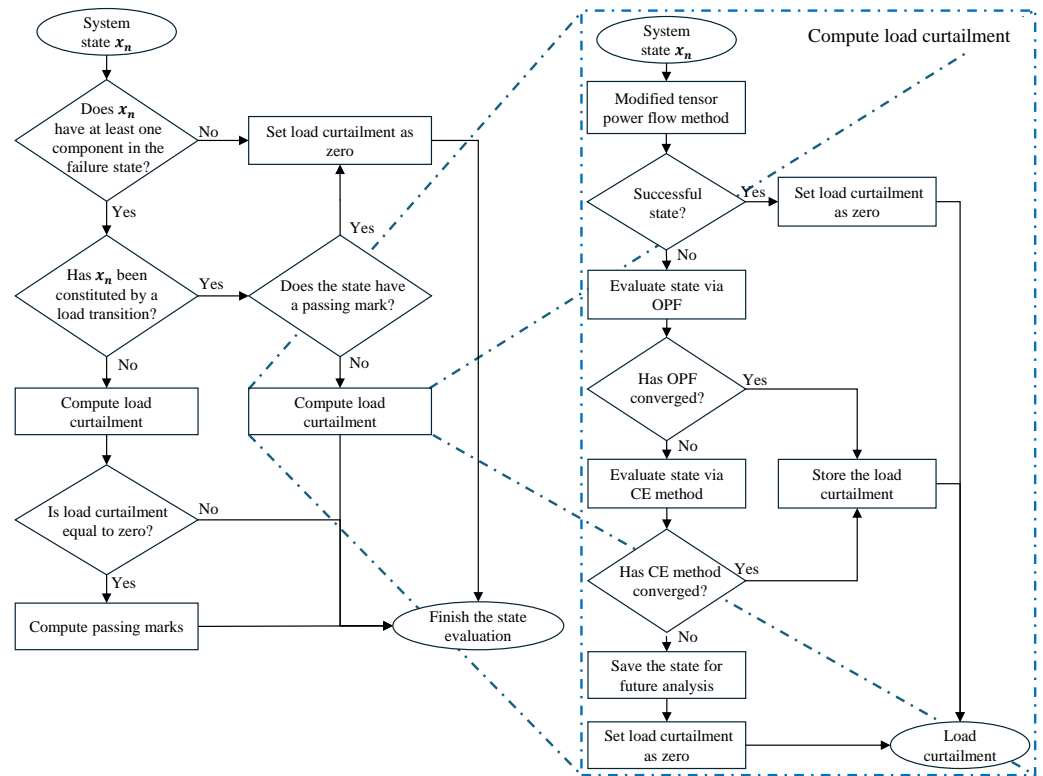 System
state xₙ
Does xₙ
have at least one
component in the
failure state?
No
Set load curtailment as
zero
Yes
Yes
Has xₙ been
constituted by a
load transition?
Yes
Does the state have
a passing mark?
No
No
Compute load
curtailment
Compute load
curtailment
Is load curtailment
equal to zero?
No
Yes
Compute passing marks
Finish the state
evaluation
Compute load curtailment
System
state xₙ
Modified tensor
power flow method
Successful
state?
Yes
Set load curtailment
as zero
No
Evaluate state via
OPF
Has OPF
converged?
Yes
No
Evaluate state via
CE method
Store the load
curtailment
Has CE method
converged?
Yes
No
Save the state for
future analysis
Set load curtailment
as zero
Load
curtailment